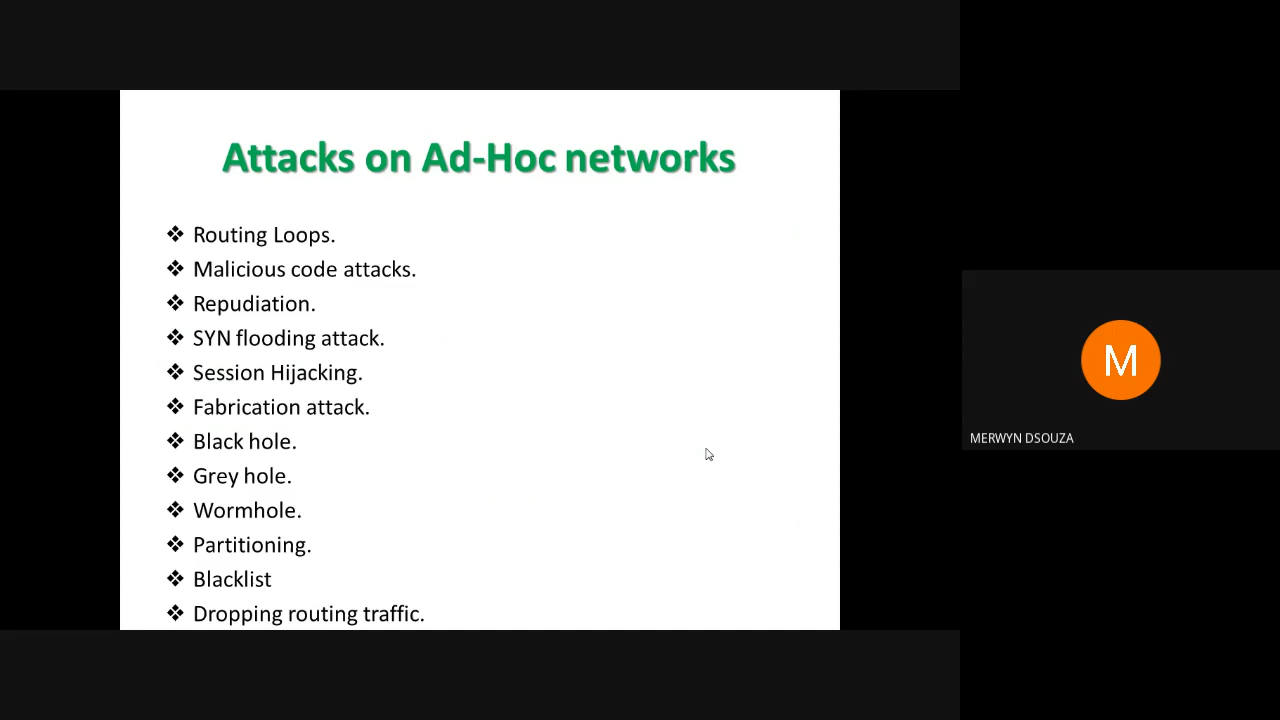 Attacks on Ad-Hoc networks
❖ Routing Loops.
❖ Malicious code attacks.
❖ Repudiation.
❖ SYN flooding attack.
❖ Session Hijacking.
❖ Fabrication attack.
❖ Black hole.
❖ Grey hole.
❖ Wormhole.
❖ Partitioning.
❖ Blacklist
❖ Dropping routing traffic.
M
MERWYN DSOUZA